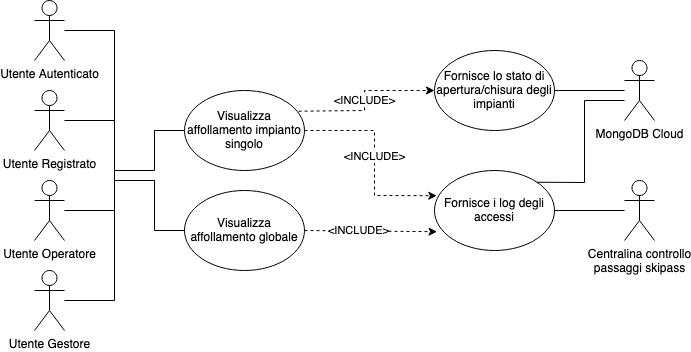 Utente Autenticato
Utente Registrato
Utente Operatore
Utente Gestore
Visualizza
affollamento impianto
singolo
Visualizza
affollamento globale
<INCLUDE>
<INCLUDE>
<INCLUDE>
Fornisce lo stato di
apertura/chisura degli
impianti
Fornisce i log degli
accessi
MongoDB Cloud
Centralina controllo
passaggi skipass